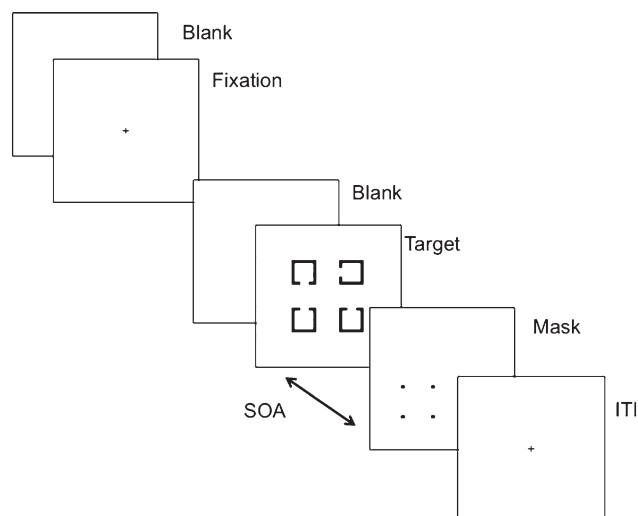 Blank
Fixation
Blank
Target
Mask
SOA
ITI